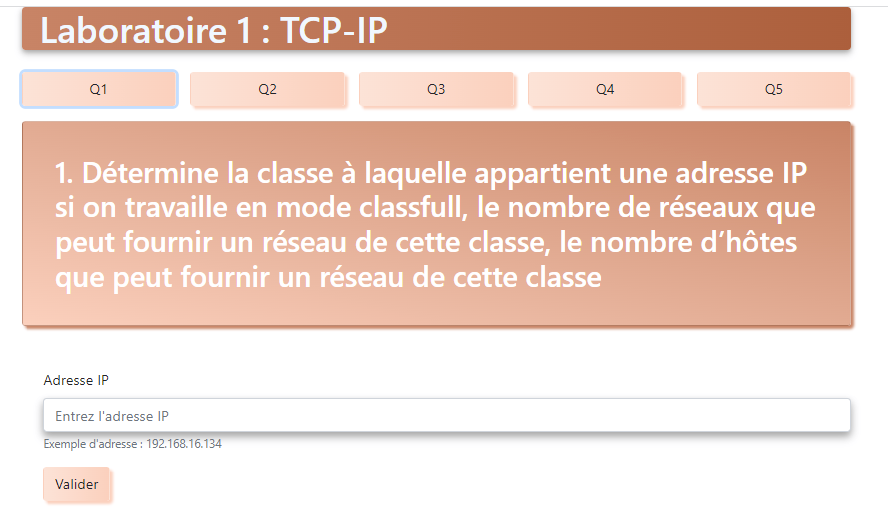 Laboratoire 1 : TCP-IP
Q1
Q2
Q3
Q4
Q5
1. Détermine la classe à laquelle appartient une adresse IP
si on travaille en mode classfull, le nombre de réseaux que
peut fournir un réseau de cette classe, le nombre d’hôtes
que peut fournir un réseau de cette classe
Adresse IP
Entrez l'adresse IP
Exemple d'adresse : 192.168.16.134
Valider